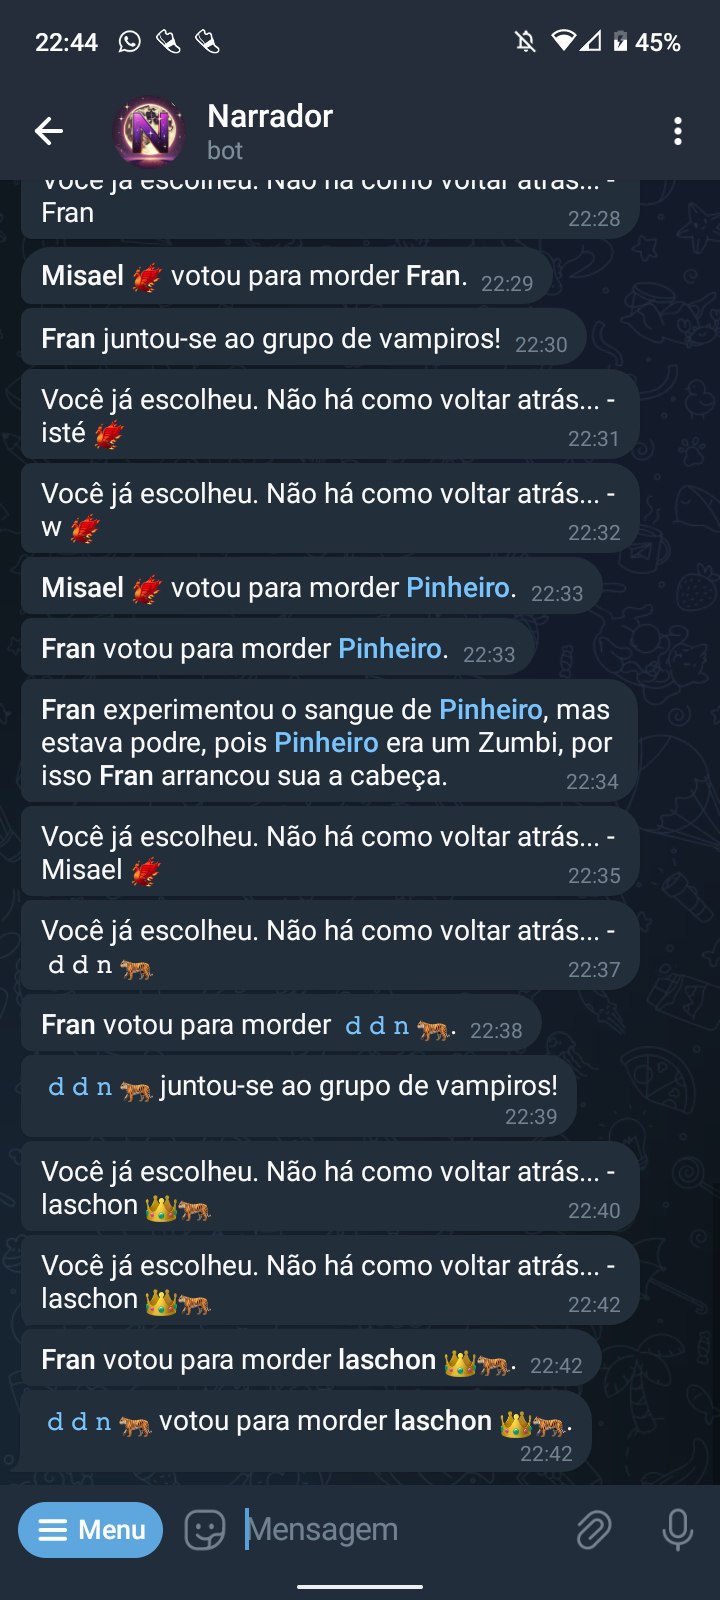 22:44
45%
Narrador
bot
Você já escolheu. Não há como voltar atrás... -
Fran
22:28
Misael votou para morder Fran. 22:29
Fran juntou-se ao grupo de vampiros! 22:30
Você já escolheu. Não há como voltar atrás... -
isté
22:31
Você já escolheu. Não há como voltar atrás... -
w
22:32
Misael votou para morder Pinheiro. 22:33
Fran votou para morder Pinheiro. 22:33
Fran experimentou o sangue de Pinheiro, mas
estava podre, pois Pinheiro era um Zumbi, por
isso Fran arrancou sua a cabeça. 22:34
Você já escolheu. Não há como voltar atrás... -
Misael
22:35
Você já escolheu. Não há como voltar atrás... -
d d n
22:37
Fran votou para morder d d n. 22:38
d d n juntou-se ao grupo de vampiros!
22:39
Você já escolheu. Não há como voltar atrás... -
laschon
22:40
Você já escolheu. Não há como voltar atrás... -
laschon
22:42
Fran votou para morder laschon. 22:42
d d n votou para morder laschon.
22:42
Menu
Mensagem